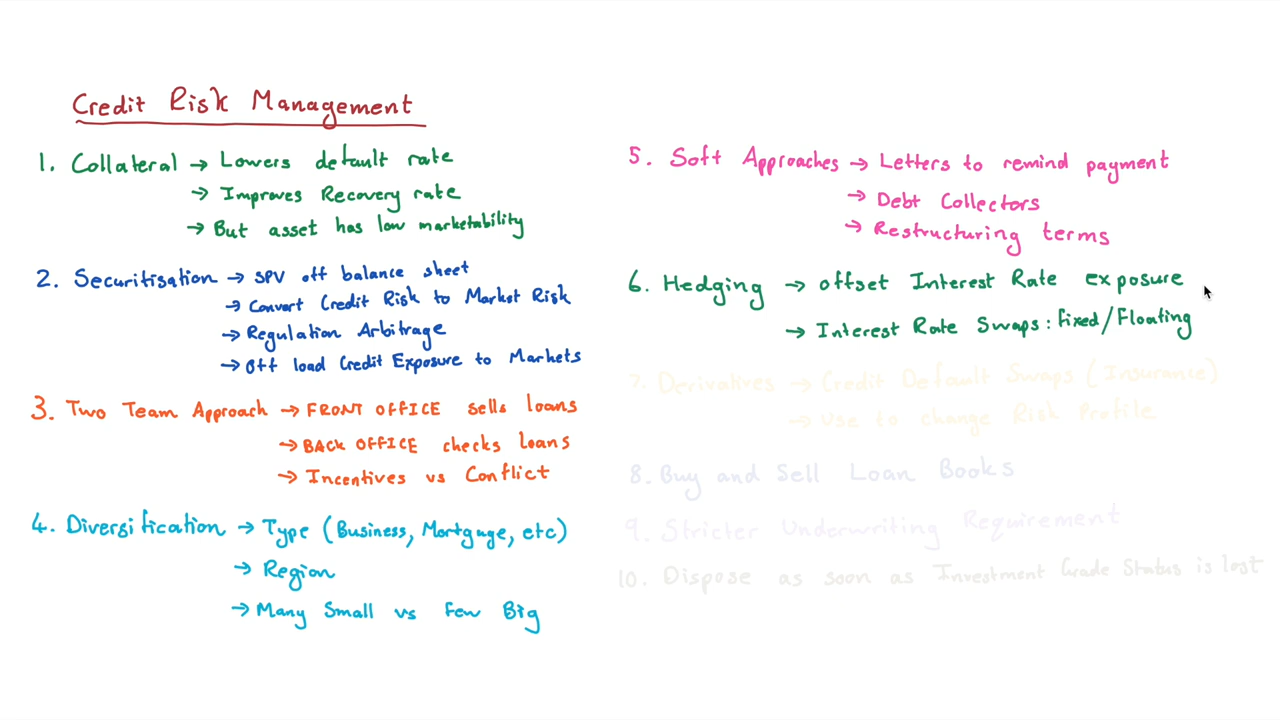 Credit Risk Management
1. Collateral → Lowers default rate
→ Improves Recovery rate
→ But asset has low marketability
2. Securitisation → SPV off balance sheet
→ Convert Credit Risk to Market Risk
→ Regulation Arbitrage
→ Off load Credit Exposure to Markets
3. Two Team Approach → FRONT OFFICE sells loans
→ BACK OFFICE checks loans
→ Incentives vs Conflict
4. Diversification → Type (Business, Mortgage, etc)
→ Region
→ Many Small vs Few Big
5. Soft Approaches → Letters to remind payment
→ Debt Collectors
→ Restructuring terms
6. Hedging → offset Interest Rate exposure
→ Interest Rate Swaps: Fixed/Floating
7. Derivatives → Credit Default Swaps (Insurance)
→ Use to change Risk Profile
8. Buy and Sell Loan Books
9. Stricter Underwriting Requirement
10. Dispose as soon as Investment Grade Status is lost